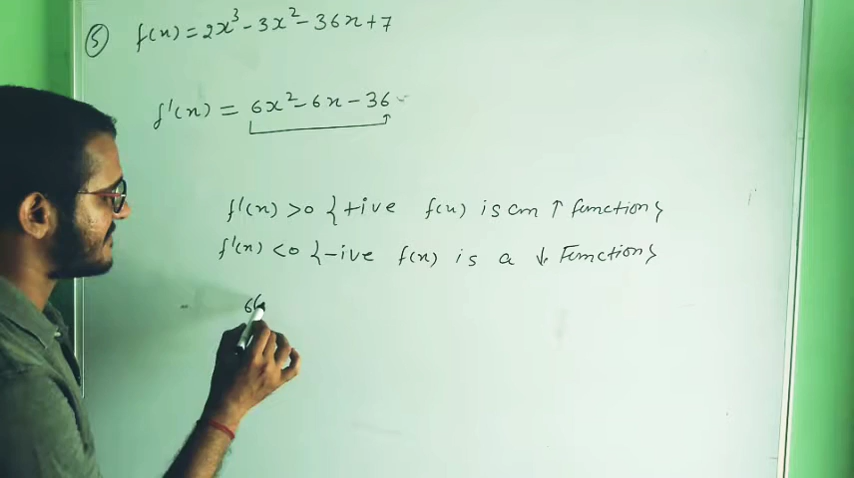 ⑤ f(x) = 2x³ - 3x² - 36x + 7
f'(x) = 6x² - 6x - 36
f'(x) > 0 {+ive f(x) is an ↑ function}
f'(x) < 0 {-ive f(x) is a ↓ Function}